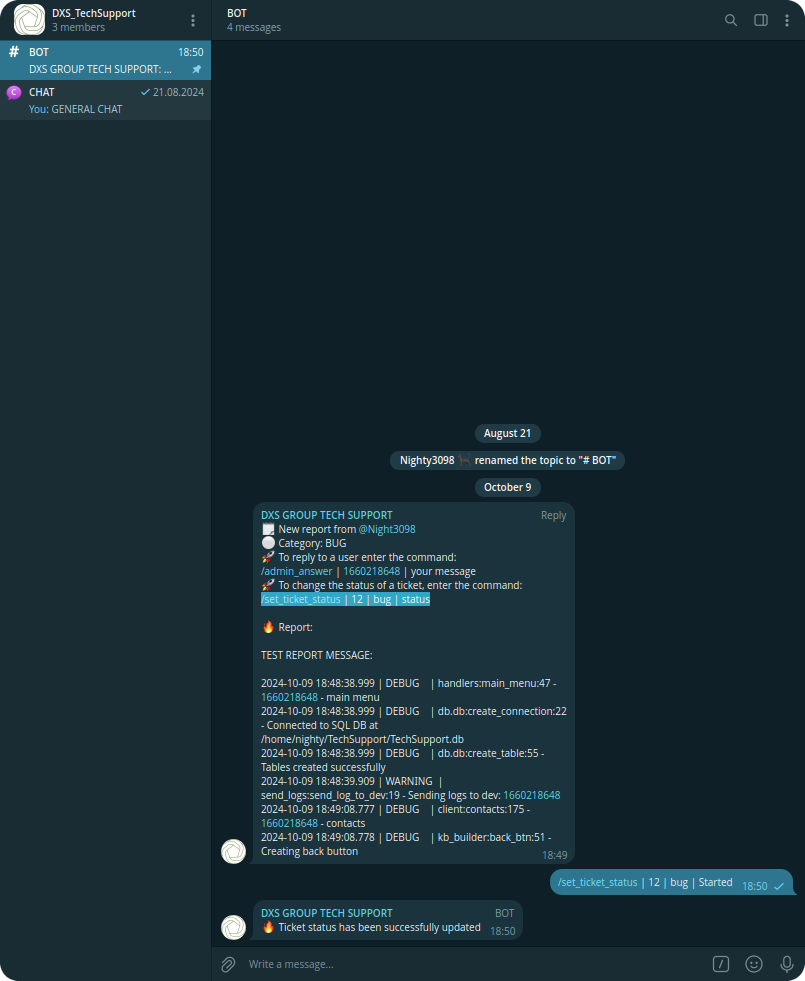 DXS_TechSupport
3 members
# BOT 18:50
DXS GROUP TECH SUPPORT: ...
C CHAT 21.08.2024
You: GENERAL CHAT
BOT
4 messages
August 21
Nighty3098 renamed the topic to "# BOT"
October 9
DXS GROUP TECH SUPPORT Reply
New report from @Night3098
Category: BUG
To reply to a user enter the command:
/admin_answer | 1660218648 | your message
To change the status of a ticket, enter the command:
/set_ticket_status | 12 | bug | status
🔥 Report:
TEST REPORT MESSAGE:
2024-10-09 18:48:38.999 | DEBUG | handlers:main_menu:47 -
1660218648 - main menu
2024-10-09 18:48:38.999 | DEBUG | db.db:create_connection:22
- Connected to SQL DB at
/home/nighty/TechSupport/TechSupport.db
2024-10-09 18:48:38.999 | DEBUG | db.db:create_table:55 -
Tables created successfully
2024-10-09 18:48:39.909 | WARNING |
send_logs:send_log_to_dev:19 - Sending logs to dev: 1660218648
2024-10-09 18:49:08.777 | DEBUG | client:contacts:175 -
1660218648 - contacts
2024-10-09 18:49:08.778 | DEBUG | kb_builder:back_btn:51 -
Creating back button 18:49
/set_ticket_status | 12 | bug | Started 18:50
DXS GROUP TECH SUPPORT BOT
🔥 Ticket status has been successfully updated 18:50
Write a message...